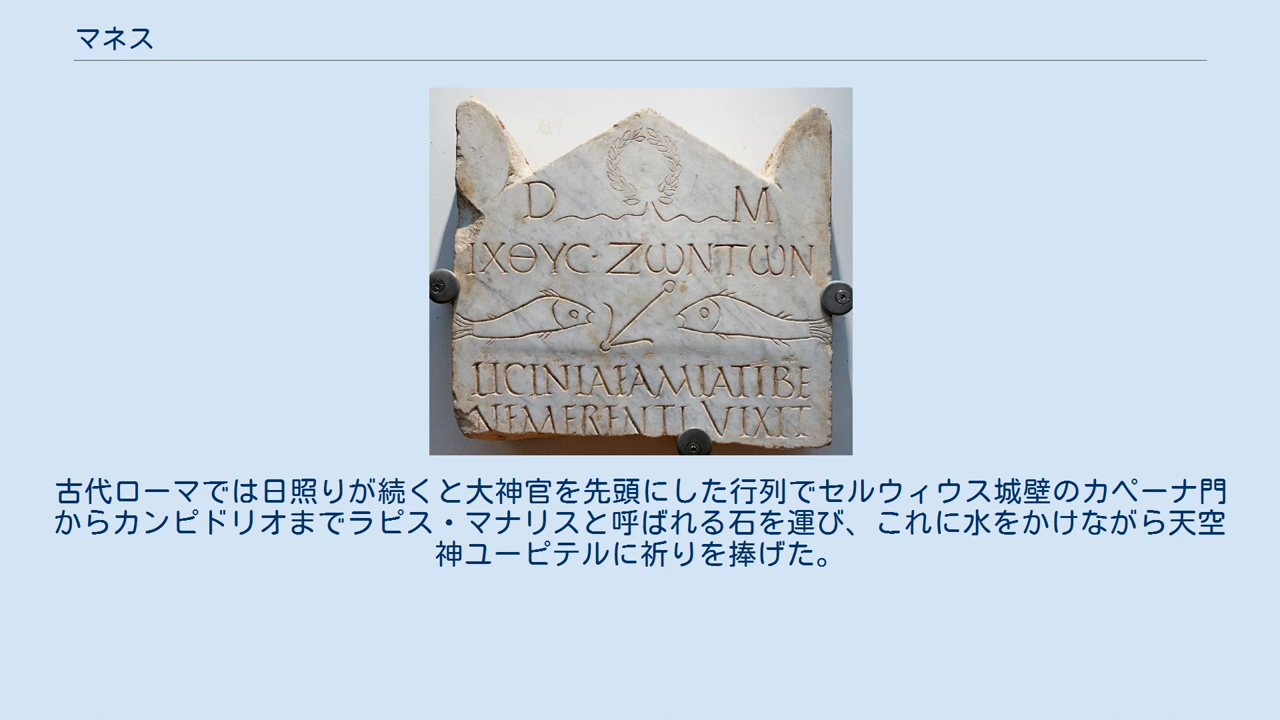 マネス
D M
ΙΧΘΥϹ·ΖωΝΤωΝ
LICINIAE AMIATI BE
NEMERENTI VIXIT
古代ローマでは日照りが続くと大神官を先頭にした行列でセルウィウス城壁のカペーナ門
からカンピドリオまでラピス・マナリスと呼ばれる石を運び、これに水をかけながら天空
神ユーピテルに祈りを捧げた。